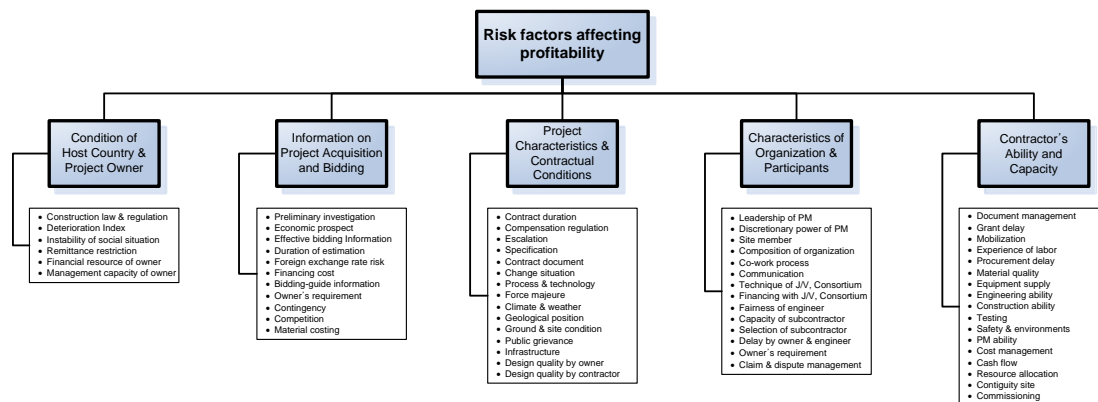 Risk factors affecting
profitability
Condition of
Host Country &
Project Owner
Information on
Project Acquisition
and Bidding
Project
Characteristics &
Contractual
Conditions
Characteristics of
Organization &
Participants
Contractor´s
Ability and
Capacity
• Construction law & regulation
• Deterioration Index
• Instability of social situation
• Remittance restriction
• Financial resource of owner
• Management capacity of owner
• Preliminary investigation
• Economic prospect
• Effective bidding Information
• Duration of estimation
• Foreign exchange rate risk
• Financing cost
• Bidding-guide information
• Owner´s requirement
• Contingency
• Competition
• Material costing
• Contract duration
• Compensation regulation
• Escalation
• Specification
• Contract document
• Change situation
• Process & technology
• Force majeure
• Climate & weather
• Geological position
• Ground & site condition
• Public grievance
• Infrastructure
• Design quality by owner
• Design quality by contractor
• Leadership of PM
• Discretionary power of PM
• Site member
• Composition of organization
• Co-work process
• Communication
• Technique of J/V, Consortium
• Financing with J/V, Consortium
• Fairness of engineer
• Capacity of subcontractor
• Selection of subcontractor
• Delay by owner & engineer
• Owner´s requirement
• Claim & dispute management
• Document management
• Grant delay
• Mobilization
• Experience of labor
• Procurement delay
• Material quality
• Equipment supply
• Engineering ability
• Construction ability
• Testing
• Safety & environments
• PM ability
• Cost management
• Cash flow
• Resource allocation
• Contiguity site
• Commissioning